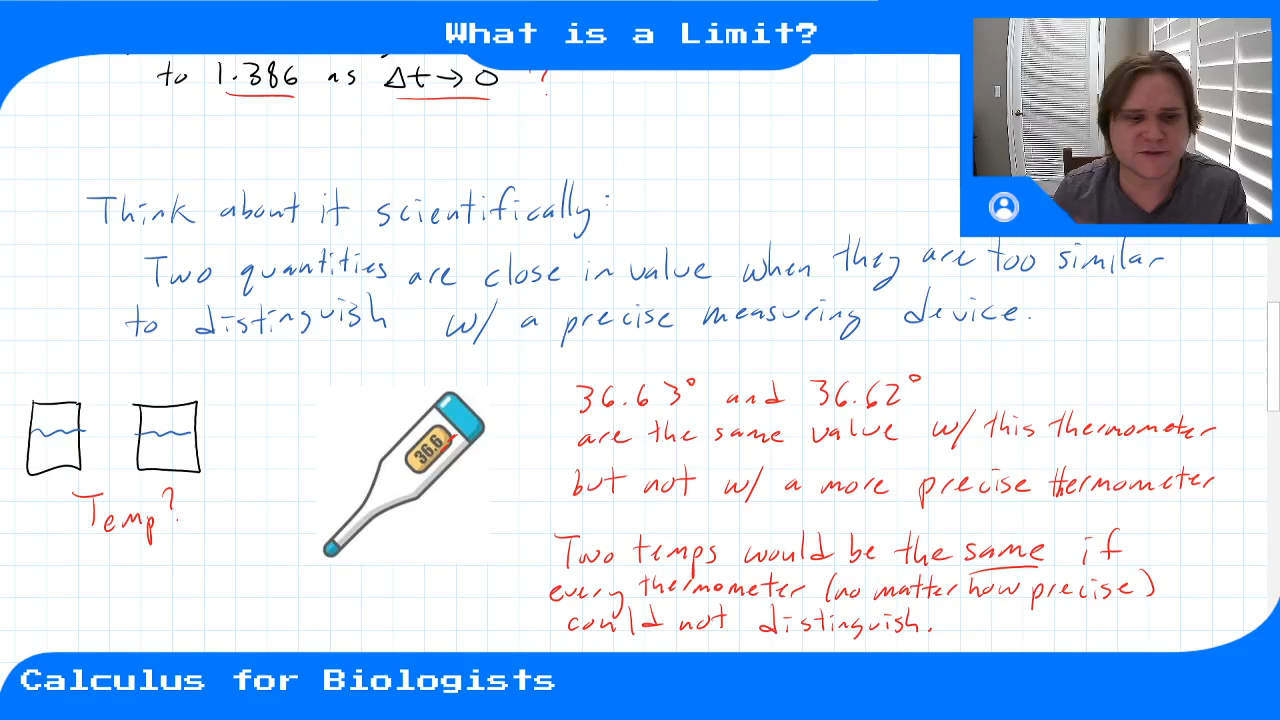 What is a Limit?
to 1.386 as Δt → 0 ?
Think about it scientifically:
Two quantities are close in value when they are too similar
to distinguish w/ a precise measuring device.
36.63° and 36.62°
are the same value w/ this thermometer
but not w/ a more precise thermometer
36.6
Temp?
Two temps would be the same if
every thermometer (no matter how precise)
could not distinguish.
Calculus for Biologists